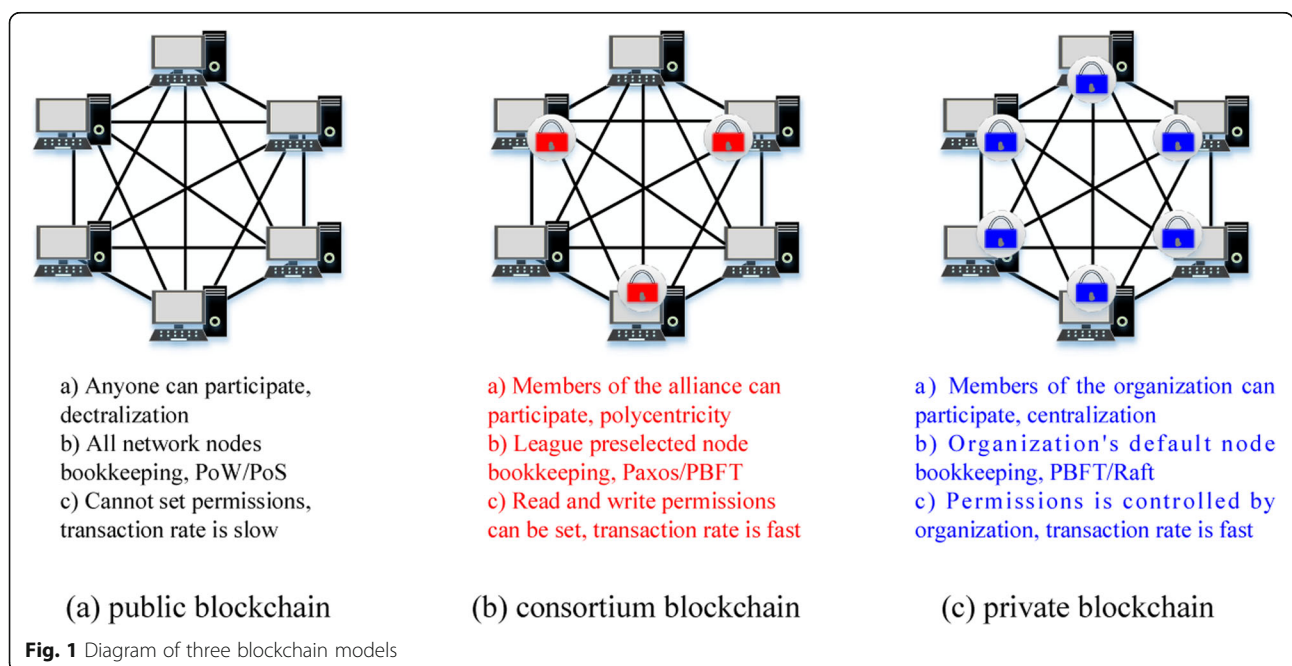 a) Anyone can participate,
dectralization
b) All network nodes
bookkeeping, PoW/PoS
c) Cannot set permissions,
transaction rate is slow
(a) public blockchain
a) Members of the alliance can
participate, polycentricity
b) League preselected node
bookkeeping, Paxos/PBFT
c) Read and write permissions
can be set, transaction rate is fast
(b) consortium blockchain
a) Members of the organization can
participate, centralization
b) Organization's default node
bookkeeping, PBFT/Raft
c) Permissions is controlled by
organization, transaction rate is fast
(c) private blockchain
Fig. 1 Diagram of three blockchain models